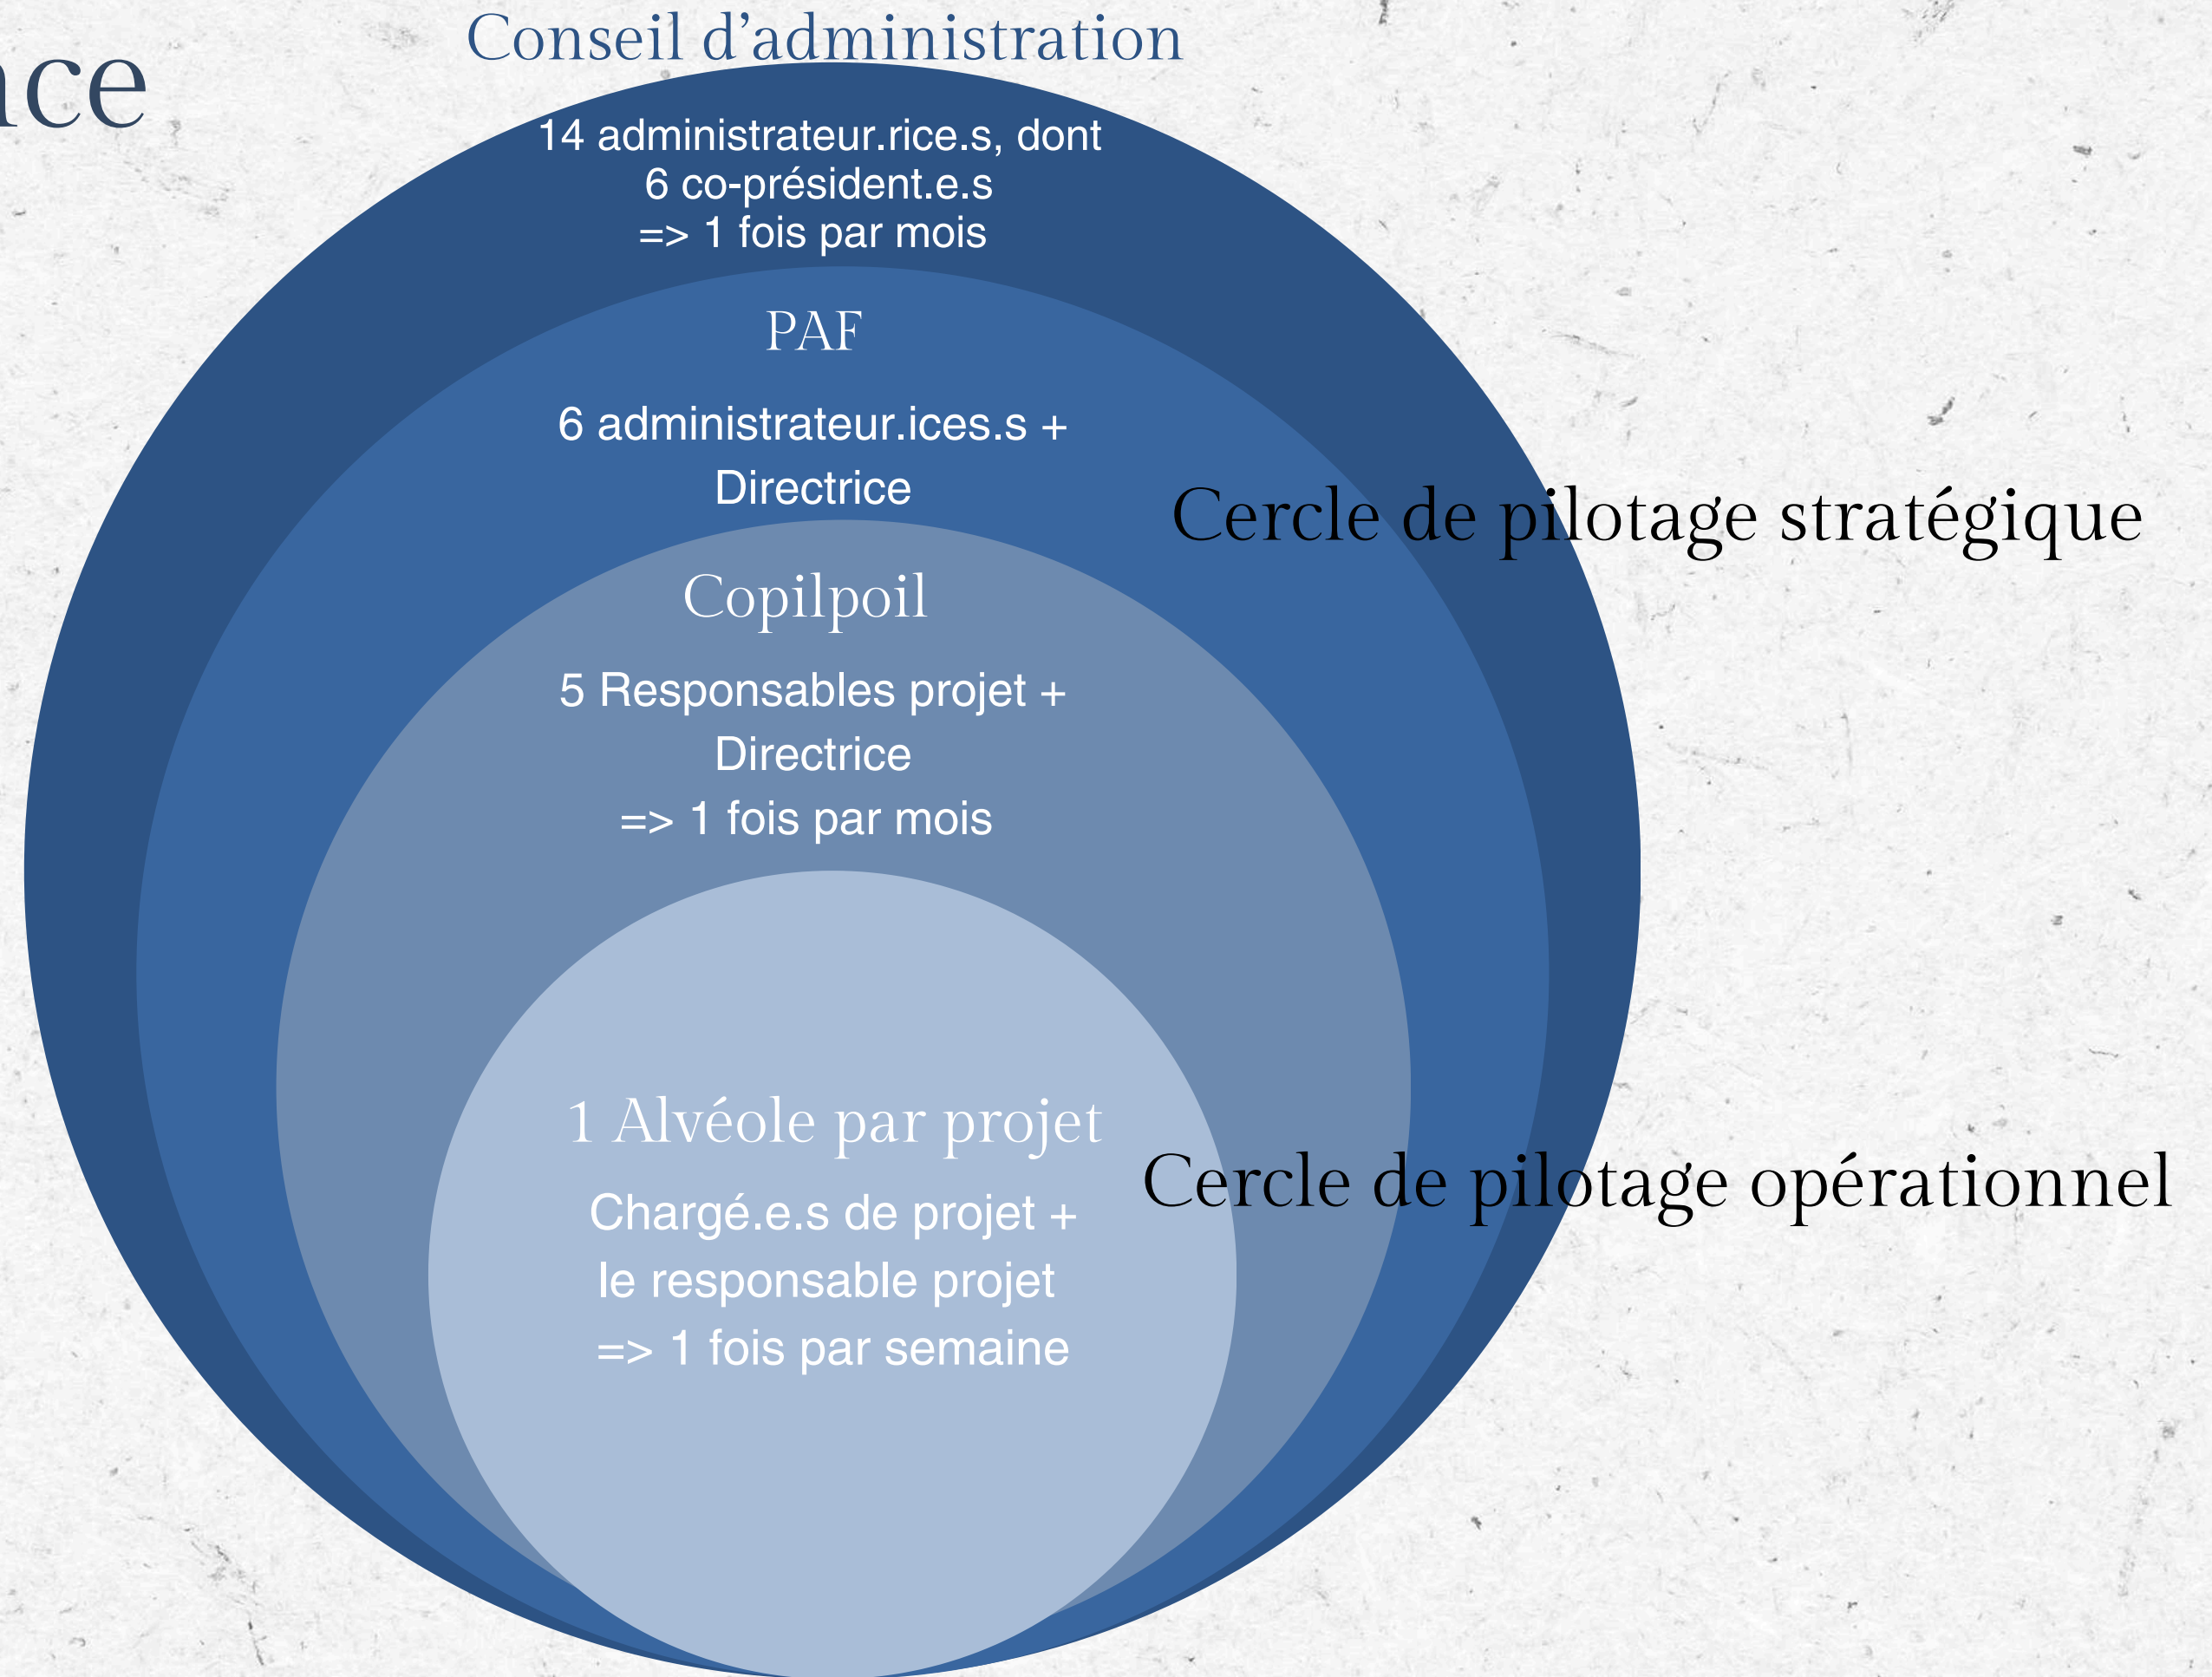 nce
Conseil d’administration
14 administrateur.rice.s, dont
6 co-président.e.s
=> 1 fois par mois
PAF
6 administrateur.ices.s +
Directrice
Cercle de pilotage stratégique
Copilpoil
5 Responsables projet +
Directrice
=> 1 fois par mois
1 Alvéole par projet
Cercle de pilotage opérationnel
Chargé.e.s de projet +
le responsable projet
=> 1 fois par semaine